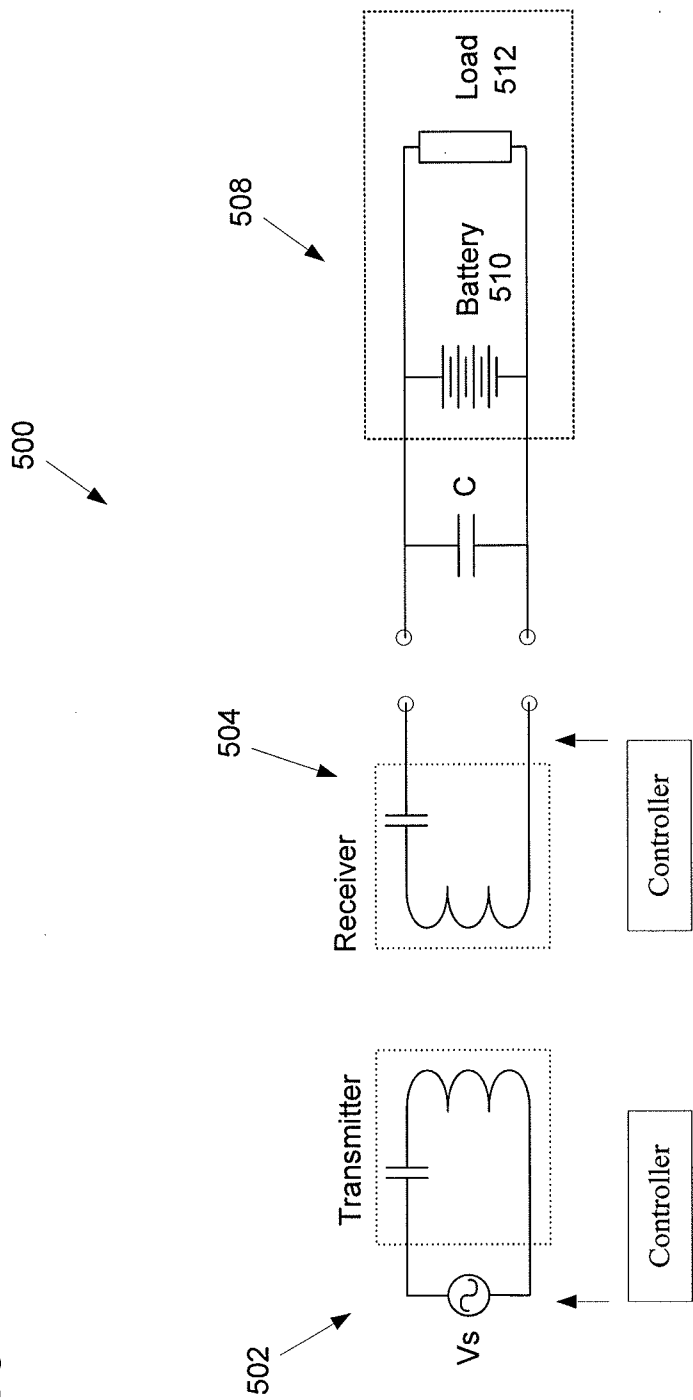 500
502
Transmitter
Vs
Controller
504
Receiver
Controller
508
C
Battery
510
Load
512